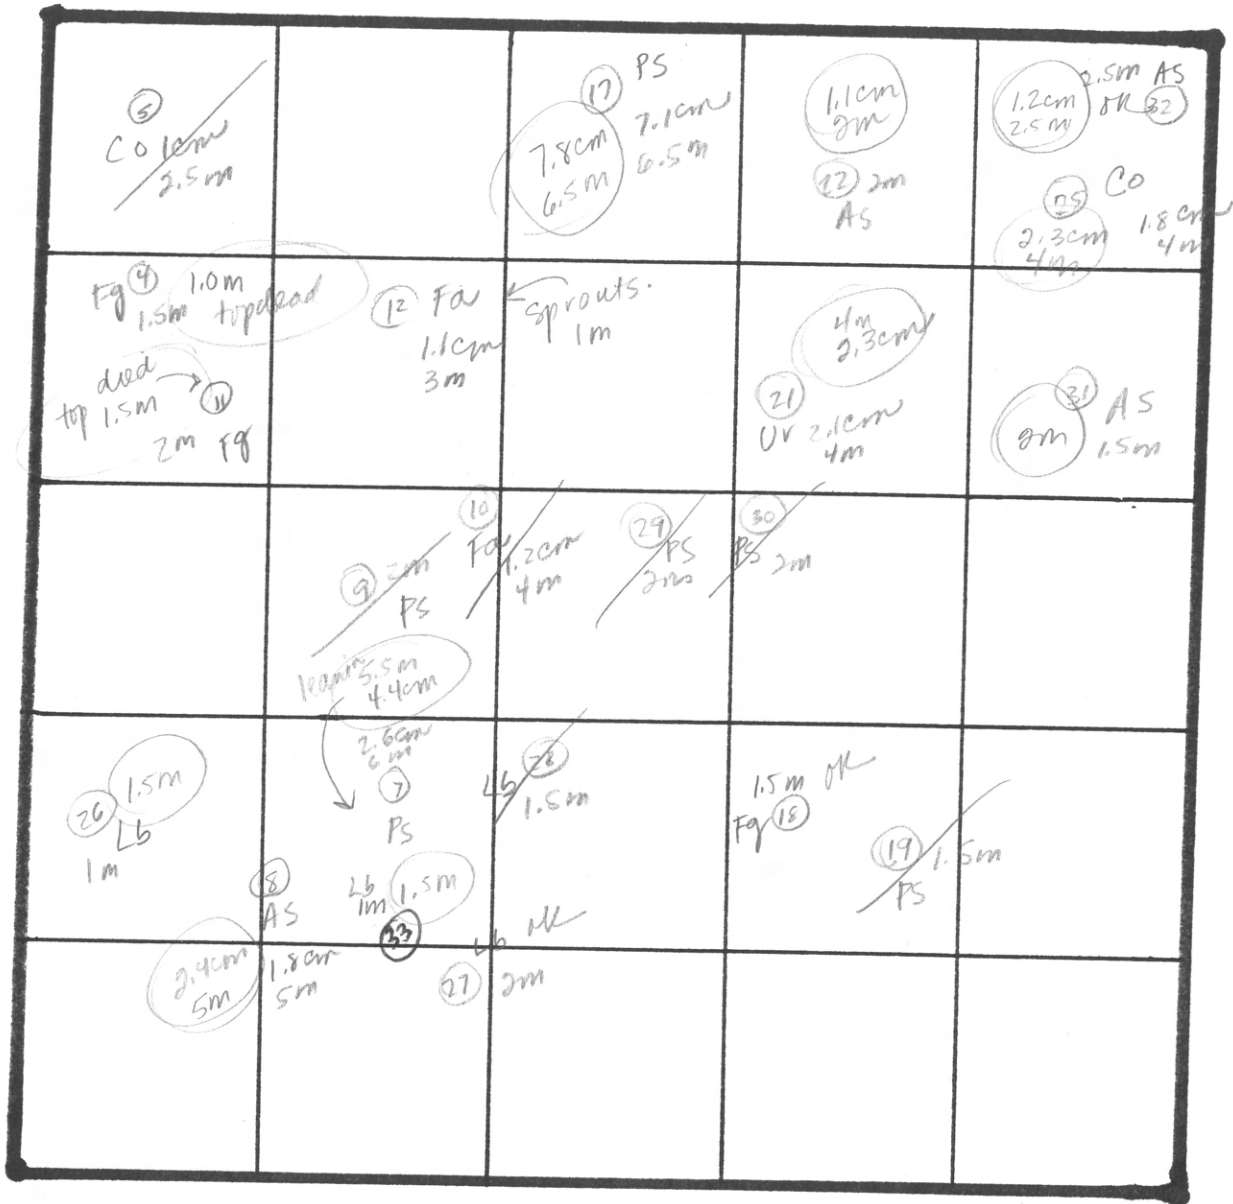 5
Co 1cm
2.5m
17 PS
7.8cm
6.5m
7.1cm
6.5m
1.1cm
2m
22 2m
AS
1.2cm
2.5m
2.5m AS
ok 32
25 Co
2.3cm
4m
1.8cm
4m
Fg 4
1.5m
1.0m
top dead
dead
top 1.5m
11
2m Fg
12 Fa
1.1cm
3m
sprouts.
1m
4m
2.3cm
21
Ur 2.1cm
4m
31 AS
2m
1.5m
9 2m
PS
10
Fa 1.2cm
4m
29
PS
2m
30
PS 2m
5.5m
4.4cm
2.6cm
6m
7
PS
26 1.5m
Lb
1m
28
Lb
1.5m
1.5m ok
Fg 18
19 1.5m
PS
8
AS
2.4cm
5m
1.8cm
5m
Lb
1m
1.5m
33
Lb ok
27 2m